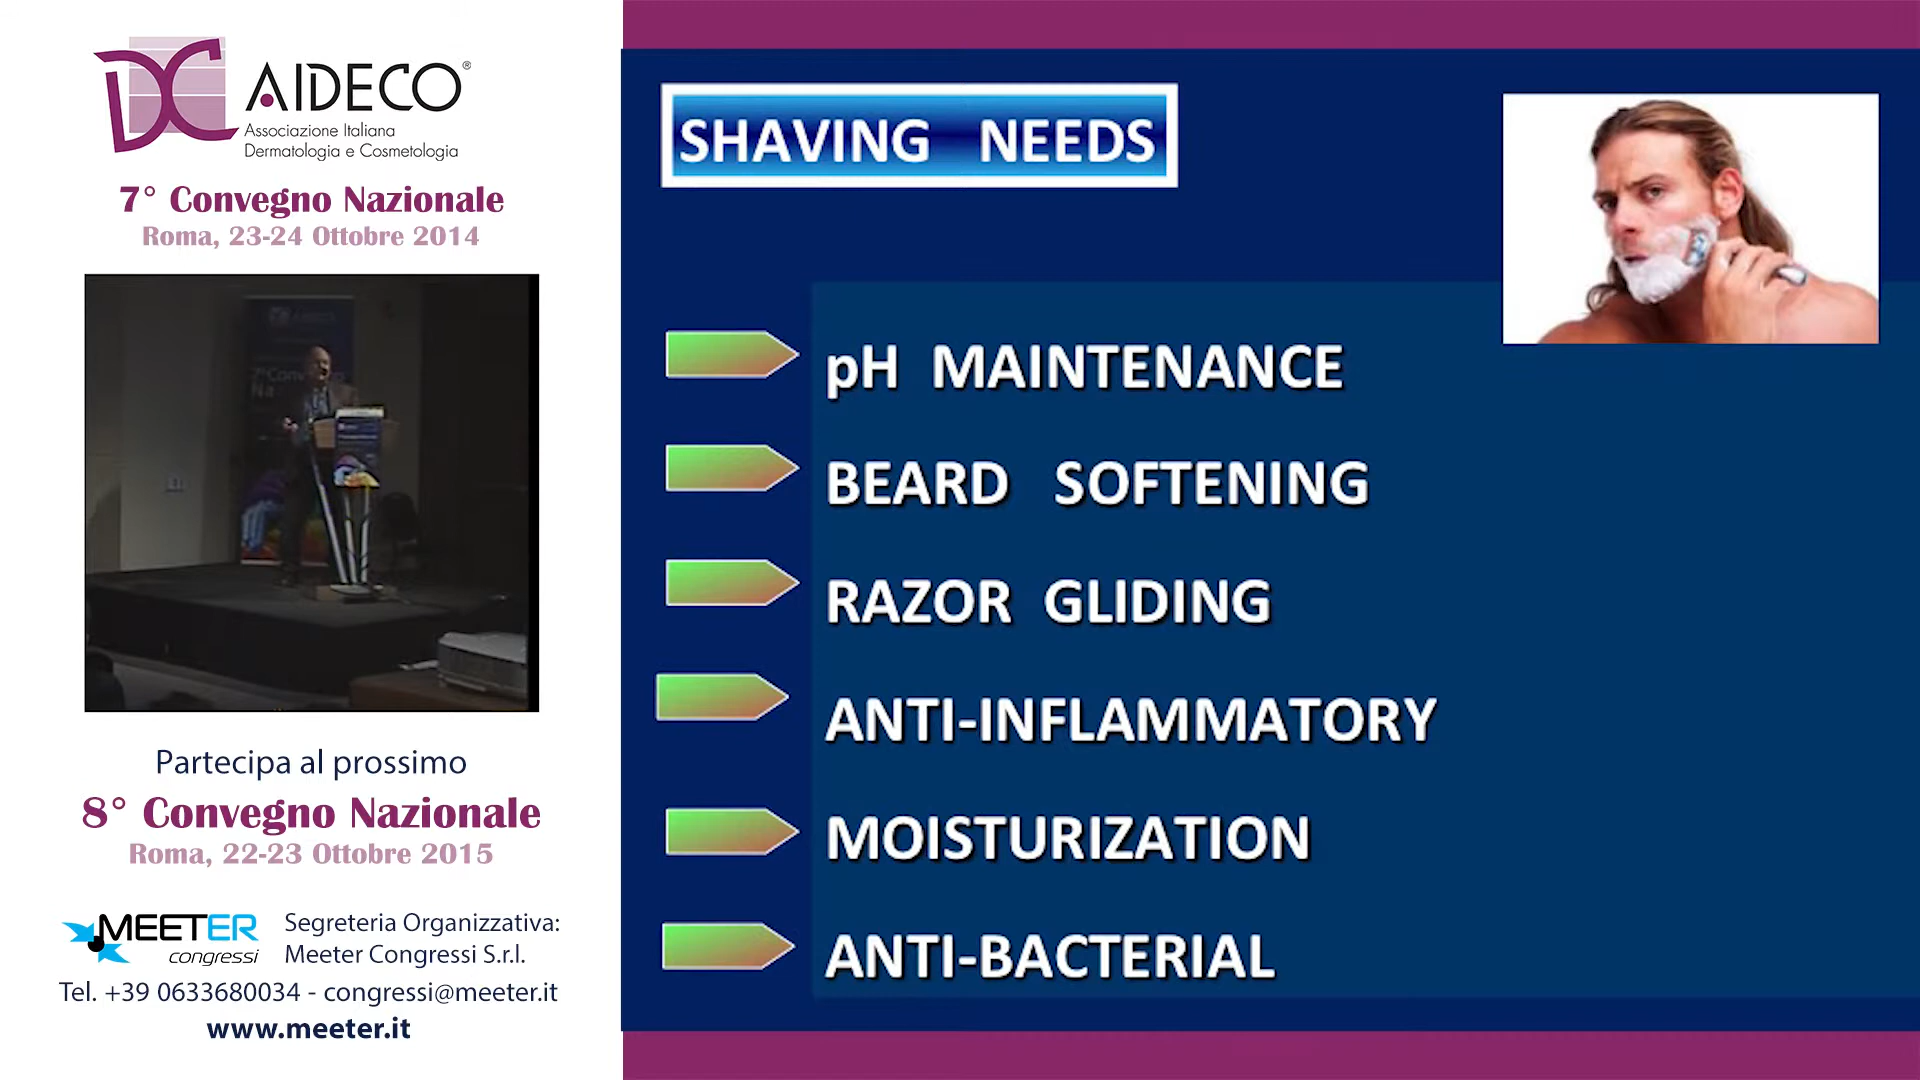 DC AIDECO®
Associazione Italiana
Dermatologia e Cosmetologia
7° Convegno Nazionale
Roma, 23-24 Ottobre 2014
Partecipa al prossimo
8° Convegno Nazionale
Roma, 22-23 Ottobre 2015
MEETER
congressi
Segreteria Organizzativa:
Meeter Congressi S.r.l.
Tel. +39 0633680034 - congressi@meeter.it
www.meeter.it
SHAVING NEEDS
pH MAINTENANCE
BEARD SOFTENING
RAZOR GLIDING
ANTI-INFLAMMATORY
MOISTURIZATION
ANTI-BACTERIAL